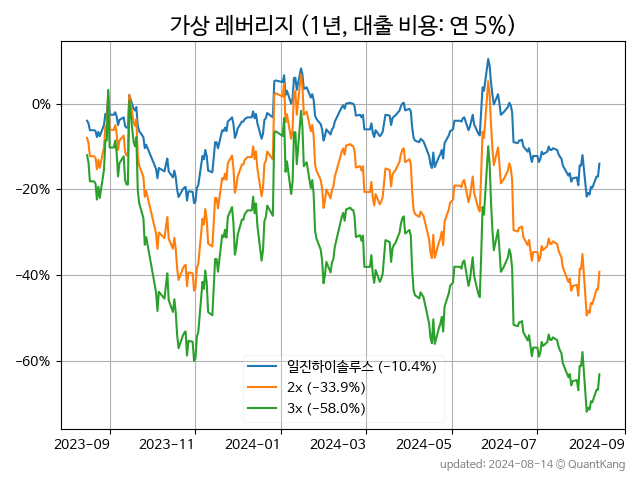 가상 레버리지 (1년, 대출 비용: 연 5%)
0%
−20%
−40%
−60%
일진하이솔루스 (−10.4%)
2x (−33.9%)
3x (−58.0%)
2023-09 2023-11 2024-01 2024-03 2024-05 2024-07 2024-09
updated: 2024-08-14 © QuantKang